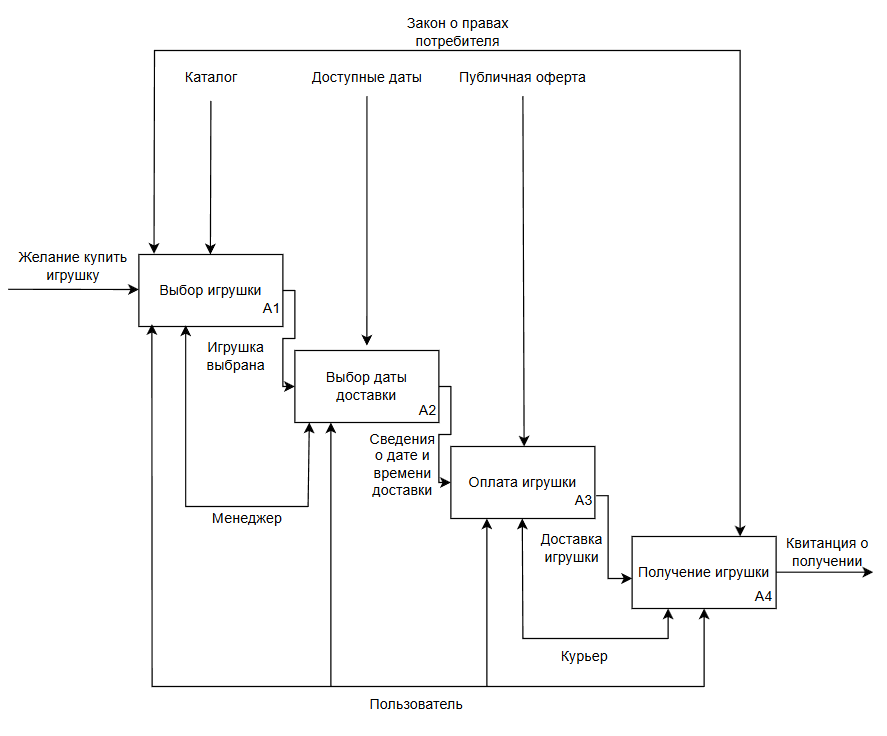 Закон о правах
потребителя
Каталог
Доступные даты
Публичная оферта
Желание купить
игрушку
Выбор игрушки
A1
Игрушка
выбрана
Выбор даты
доставки
A2
Сведения
о дате и
времени
доставки
Менеджер
Оплата игрушки
A3
Доставка
игрушки
Получение игрушки
A4
Квитанция о
получении
Курьер
Пользователь